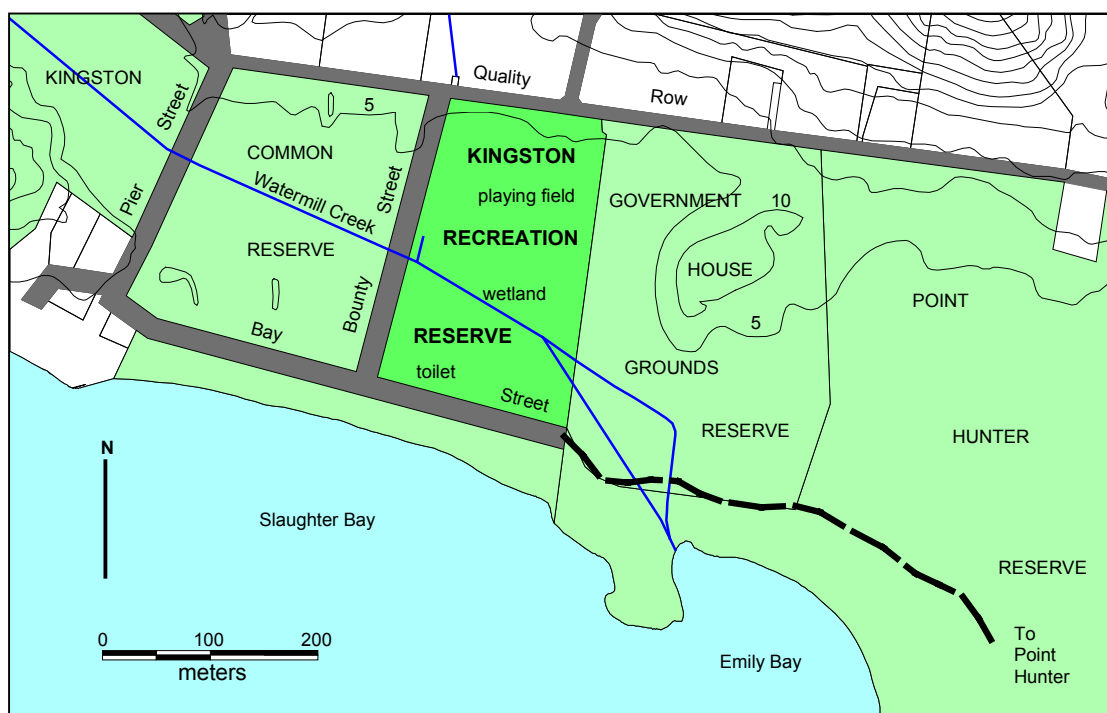 KINGSTON
Street
Pier
COMMON
5
RESERVE
Watermill Creek
Bounty
Street
Bay
Street
Quality
Row
KINGSTON
playing field
RECREATION
wetland
RESERVE
toilet
GOVERNMENT
10
HOUSE
5
GROUNDS
RESERVE
POINT
HUNTER
RESERVE
To
Point
Hunter
N
Slaughter Bay
Emily Bay
0 100 200
meters